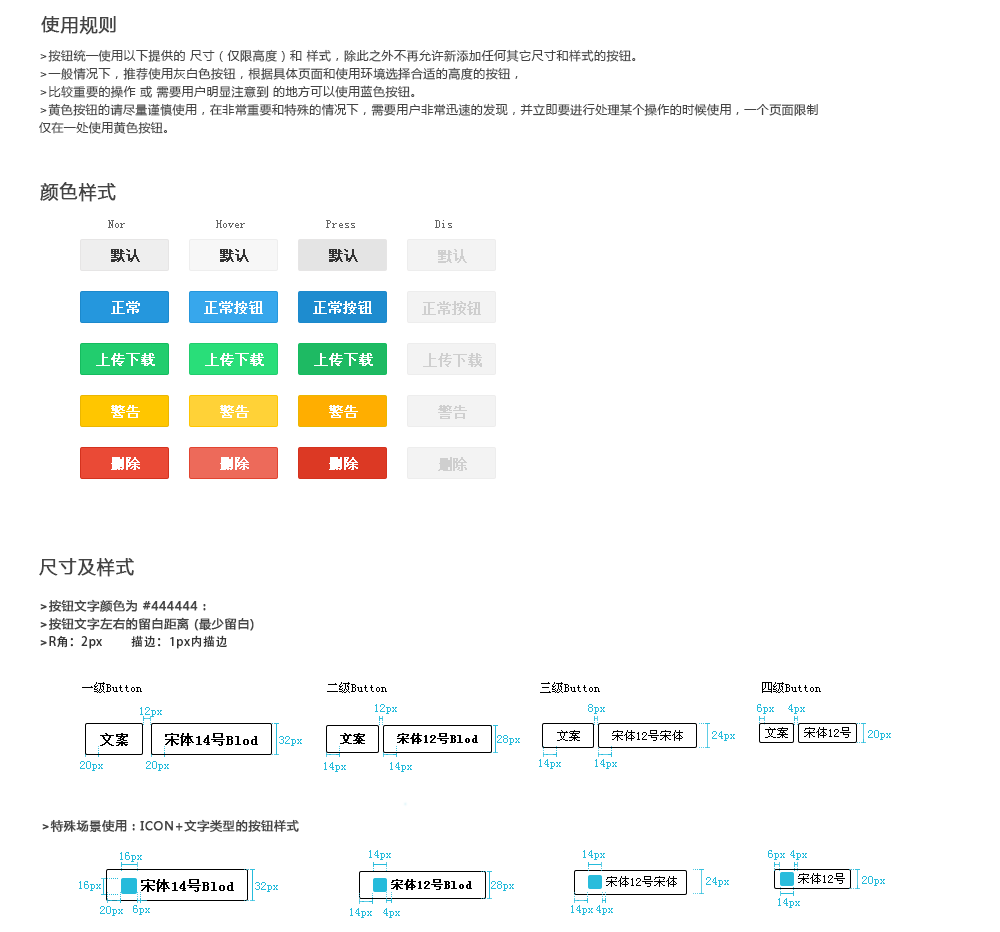 使用规则
>按钮统一使用以下提供的 尺寸（仅限高度）和 样式，除此之外不再允许新添加任何其它尺寸和样式的按钮。
>一般情况下，推荐使用灰白色按钮，根据具体页面和使用环境选择合适的高度的按钮，
>比较重要的操作 或 需要用户明显注意到 的地方可以使用蓝色按钮。
>黄色按钮的请尽量谨慎使用，在非常重要和特殊的情况下，需要用户非常迅速的发现，并立即要进行处理某个操作的时候使用，一个页面限制
仅在一处使用黄色按钮。
颜色样式
Nor Hover Press Dis
默认 默认 默认 默认
正常 正常按钮 正常按钮 正常按钮
上传下载 上传下载 上传下载 上传下载
警告 警告 警告 警告
删除 删除 删除 删除
尺寸及样式
>按钮文字颜色为 #444444：
>按钮文字左右的留白距离 (最少留白)
>R角：2px 描边：1px内描边
一级Button 二级Button 三级Button 四级Button
12px 12px 8px 6px 4px
文案 宋体14号Blod 32px 文案 宋体12号Blod 28px 文案 宋体12号宋体 24px 文案 宋体12号 20px
20px 20px 14px 14px 14px 14px
>特殊场景使用：ICON+文字类型的按钮样式
16px 14px 14px 6px 4px
16px 宋体14号Blod 32px 宋体12号Blod 28px 宋体12号宋体 24px 宋体12号 20px
20px 6px 14px 4px 14px 4px 14px